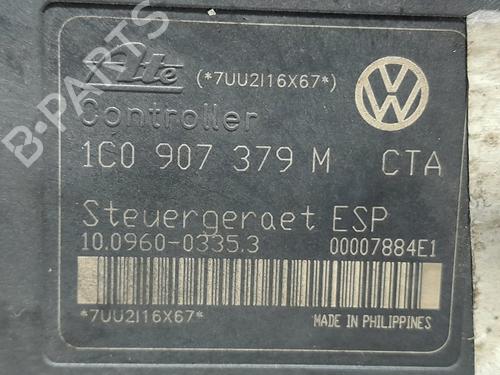 B-PARTS
Ate (*7UU2I16X67*)
Controller
1C0 907 379 M CTA
Steuergeraet ESP
10.0960-0335.3 00007884E1
*7UU2I16X67* MADE IN PHILIPPINES